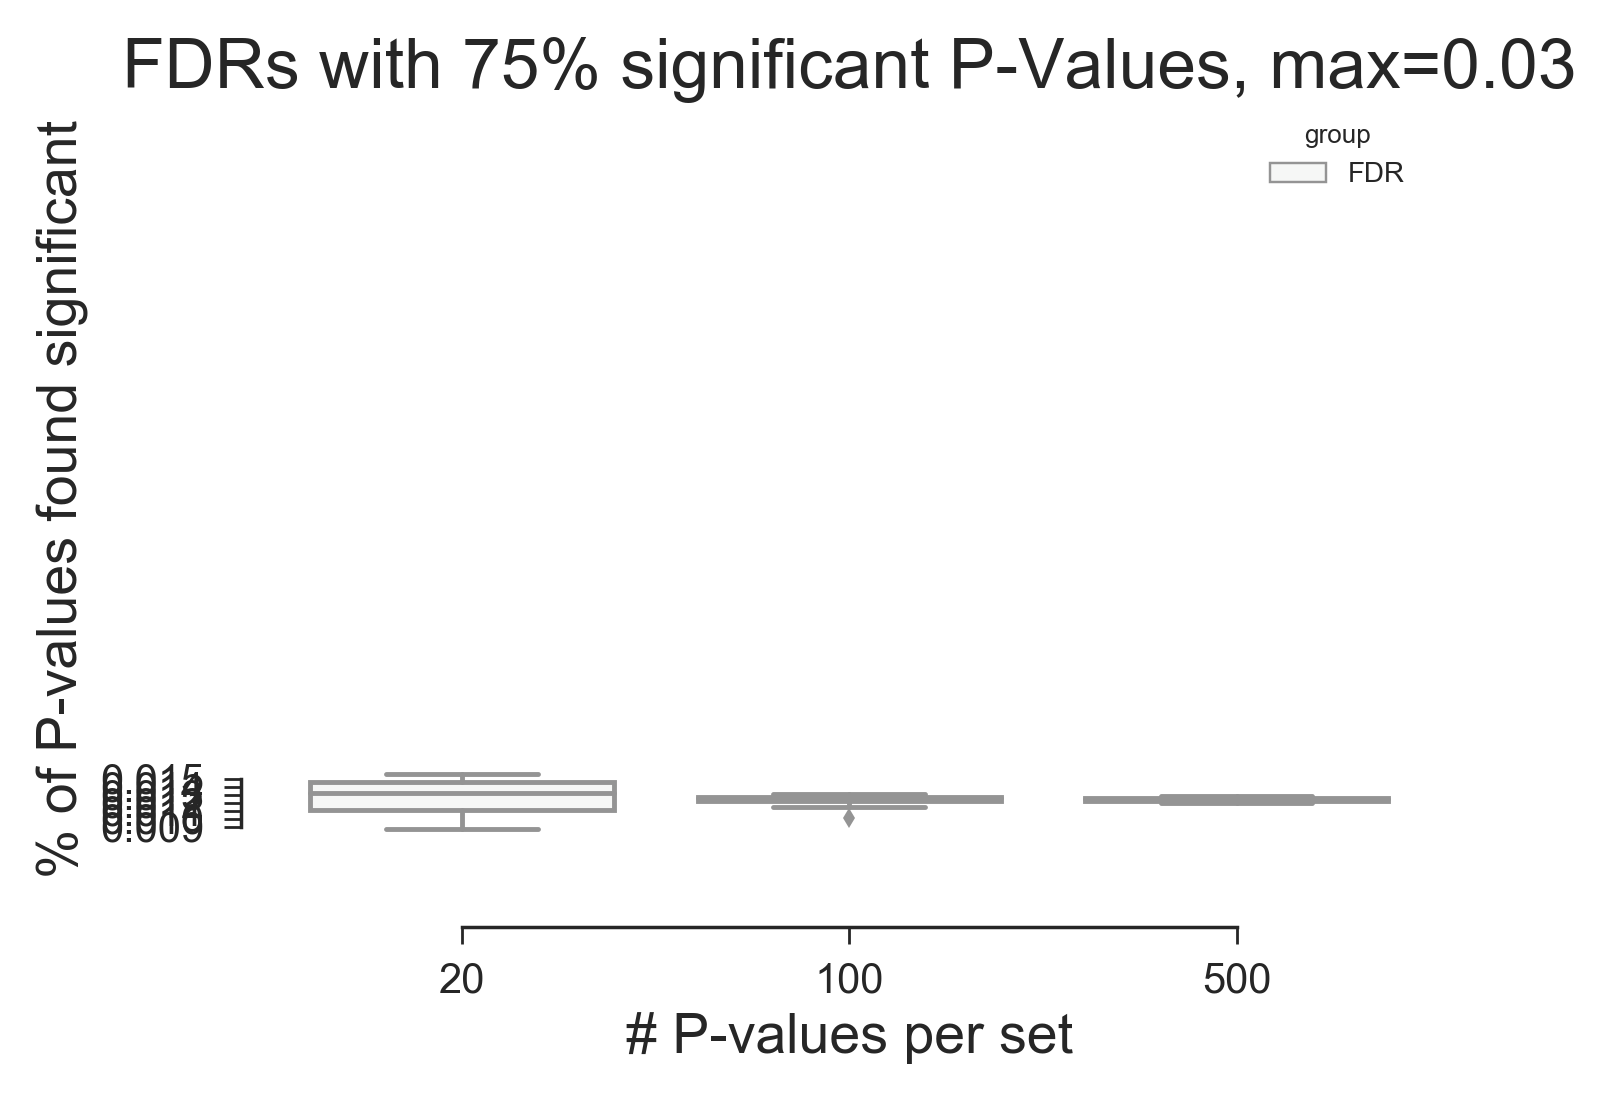 FDRs with 75% significant P-Values, max=0.03
group
FDR
% of P-values found significant
0.015
0.009
20
100
500
# P-values per set